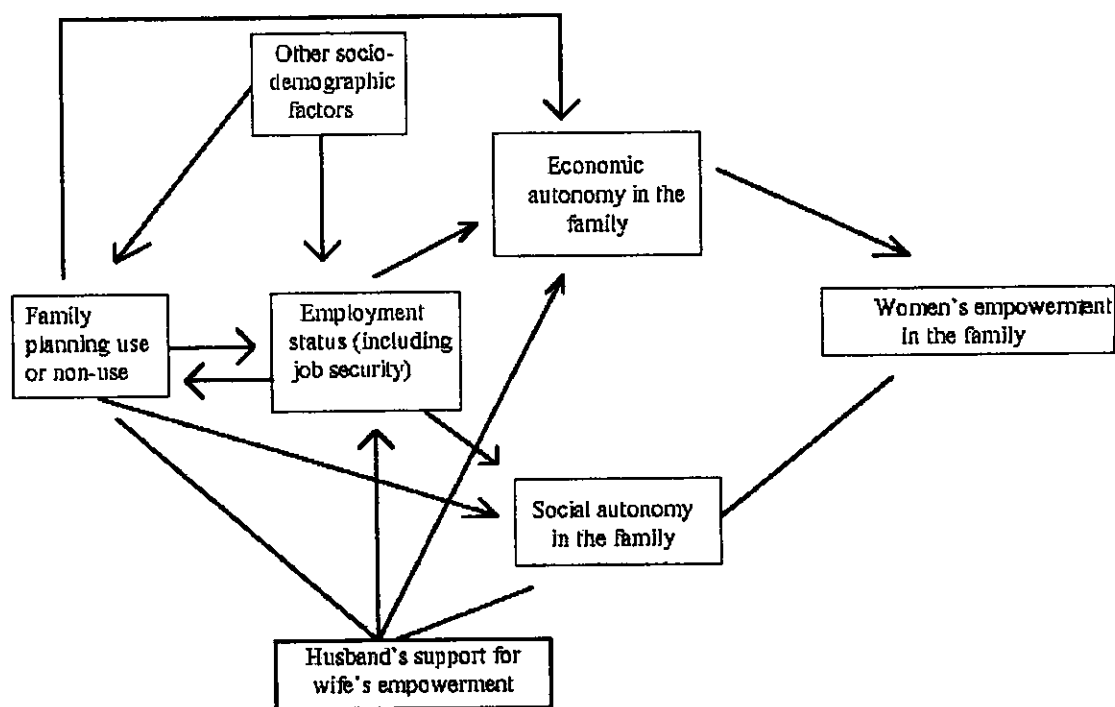 Other socio-
demographic
factors
Economic
autonomy in the
family
Family
planning use
or non-use
Employment
status (including
job security)
Women's empowerment
in the family
Social autonomy
in the family
Husband's support for
wife's empowerment